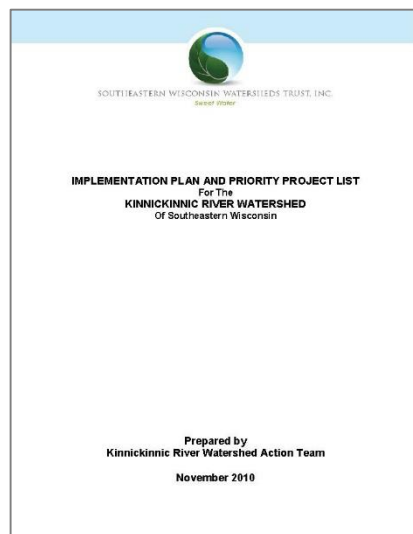 SOUTHEASTERN WISCONSIN WATERSHEDS TRUST, INC.
Sweet Water
IMPLEMENTATION PLAN AND PRIORITY PROJECT LIST
For The
KINNICKINNIC RIVER WATERSHED
Of Southeastern Wisconsin
Prepared by
Kinnickinnic River Watershed Action Team
November 2010